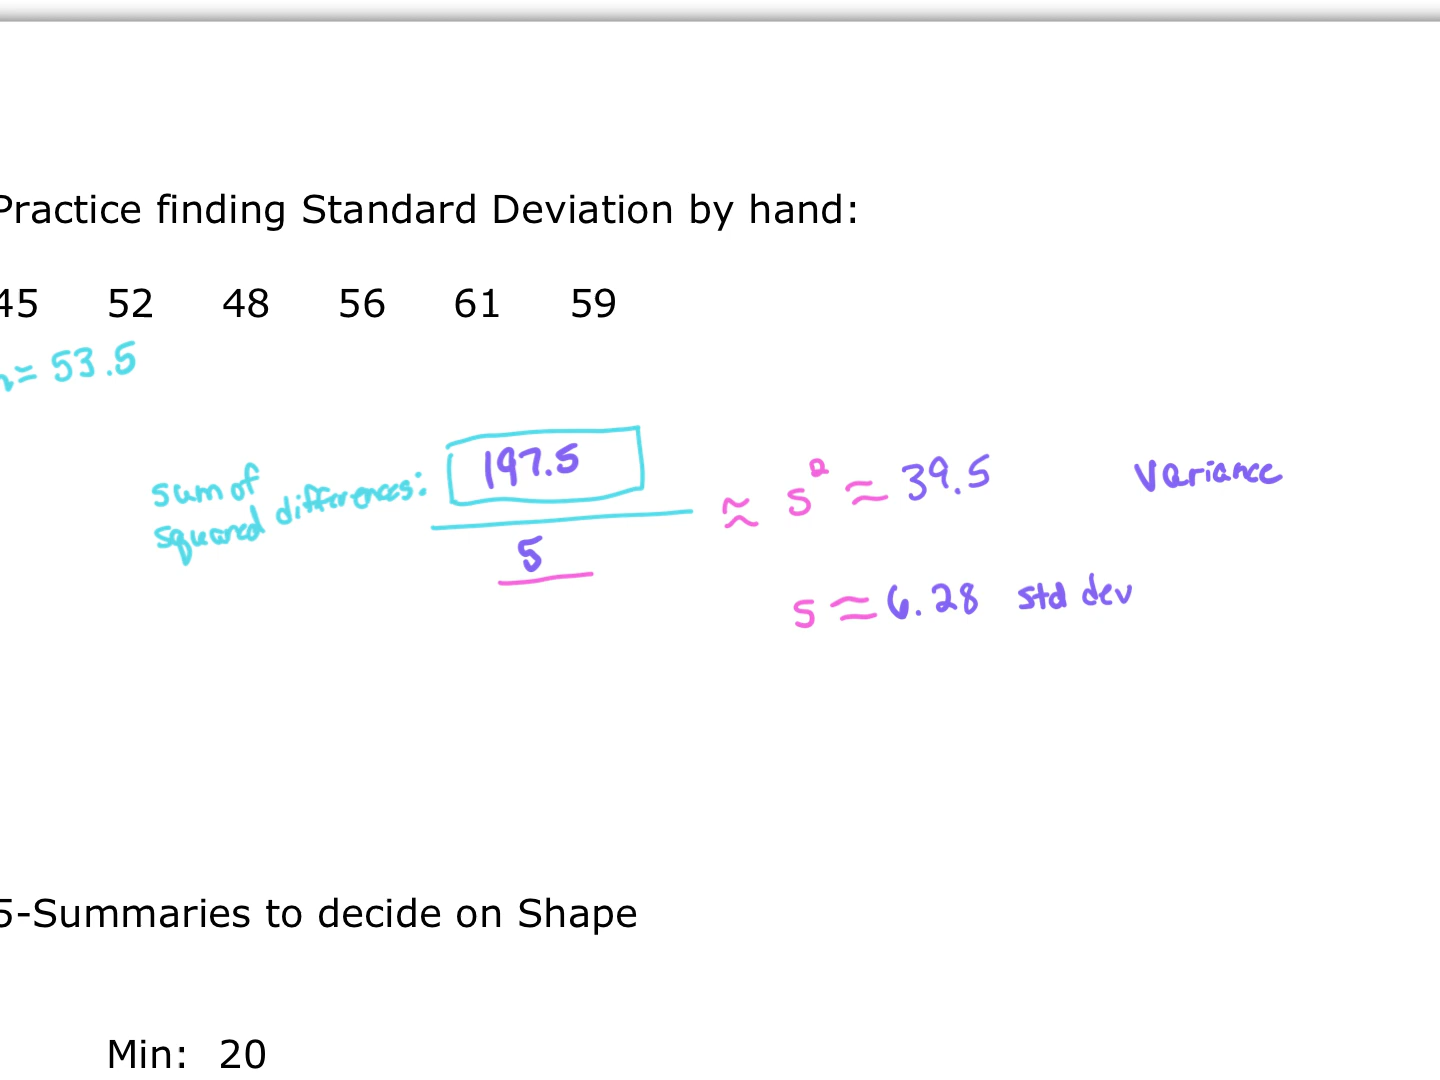 Practice finding Standard Deviation by hand:
45 52 48 56 61 59
= 53.5
sum of squared differences: 197.5 / 5 ≈ s² ≈ 39.5 variance
s ≈ 6.28 std dev
5-Summaries to decide on Shape
Min: 20